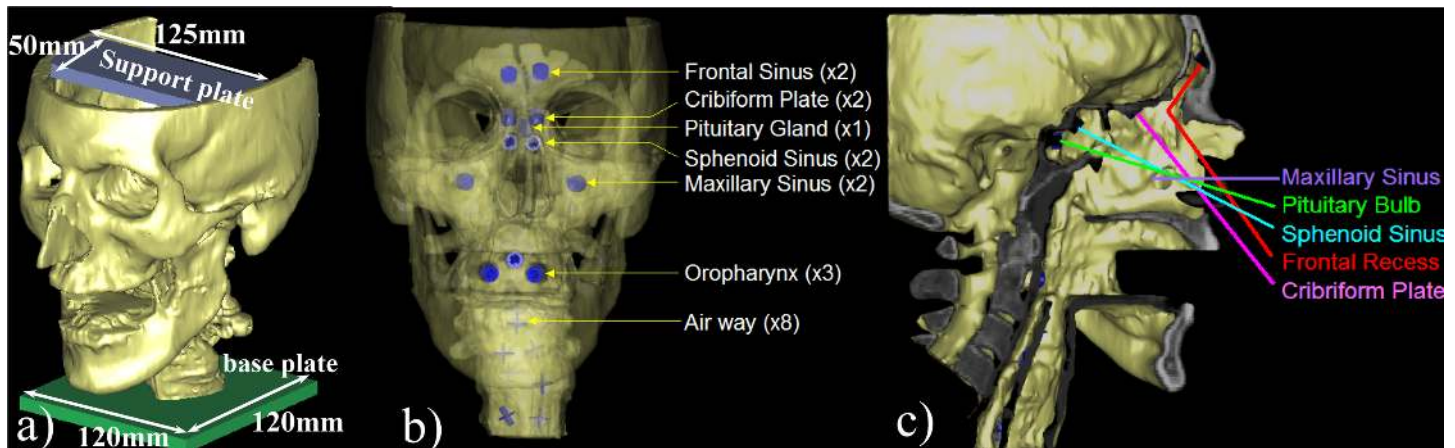 50mm
125mm
Support plate
base plate
120mm
120mm
a)
Frontal Sinus (x2)
Cribiform Plate (x2)
Pituitary Gland (x1)
Sphenoid Sinus (x2)
Maxillary Sinus (x2)
Oropharynx (x3)
Air way (x8)
b)
Maxillary Sinus
Pituitary Bulb
Sphenoid Sinus
Frontal Recess
Cribriform Plate
c)